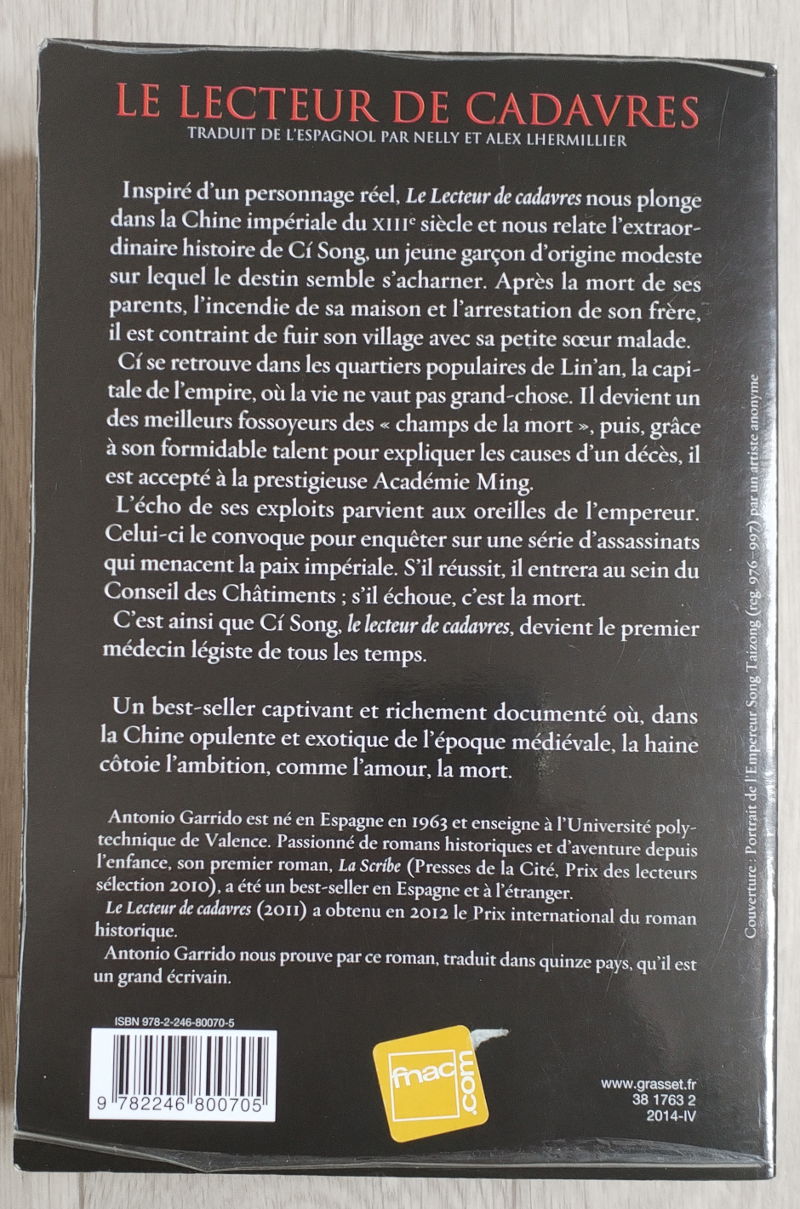 LE LECTEUR DE CADAVRES
TRADUIT DE L'ESPAGNOL PAR NELLY ET ALEX LHERMILLIER
Inspiré d'un personnage réel, Le Lecteur de cadavres nous plonge
dans la Chine impériale du XIIIe siècle et nous relate l'extraor-
dinaire histoire de Cí Song, un jeune garçon d'origine modeste
sur lequel le destin semble s'acharner. Après la mort de ses
parents, l'incendie de sa maison et l'arrestation de son frère,
il est contraint de fuir son village avec sa petite sœur malade.
Cí se retrouve dans les quartiers populaires de Lin'an, la capi-
tale de l'empire, où la vie ne vaut pas grand-chose. Il devient un
des meilleurs fossoyeurs des « champs de la mort », puis, grâce
à son formidable talent pour expliquer les causes d'un décès, il
est accepté à la prestigieuse Académie Ming.
L'écho de ses exploits parvient aux oreilles de l'empereur.
Celui-ci le convoque pour enquêter sur une série d'assassinats
qui menacent la paix impériale. S'il réussit, il entrera au sein du
Conseil des Châtiments ; s'il échoue, c'est la mort.
C'est ainsi que Cí Song, le lecteur de cadavres, devient le premier
médecin légiste de tous les temps.
Un best-seller captivant et richement documenté où, dans
la Chine opulente et exotique de l'époque médiévale, la haine
côtoie l'ambition, comme l'amour, la mort.
Antonio Garrido est né en Espagne en 1963 et enseigne à l'Université poly-
technique de Valence. Passionné de romans historiques et d'aventure depuis
l'enfance, son premier roman, La Scribe (Presses de la Cité, Prix des lecteurs
sélection 2010), a été un best-seller en Espagne et à l'étranger.
Le Lecteur de cadavres (2011) a obtenu en 2012 le Prix international du roman
historique.
Antonio Garrido nous prouve par ce roman, traduit dans quinze pays, qu'il est
un grand écrivain.
ISBN 978-2-246-80070-5
9 782246 800705
fnac
.com
www.grasset.fr
38 1763 2
2014-IV
Couverture : Portrait de l'Empereur Song Taizong (reg. 976-997) par un artiste anonyme